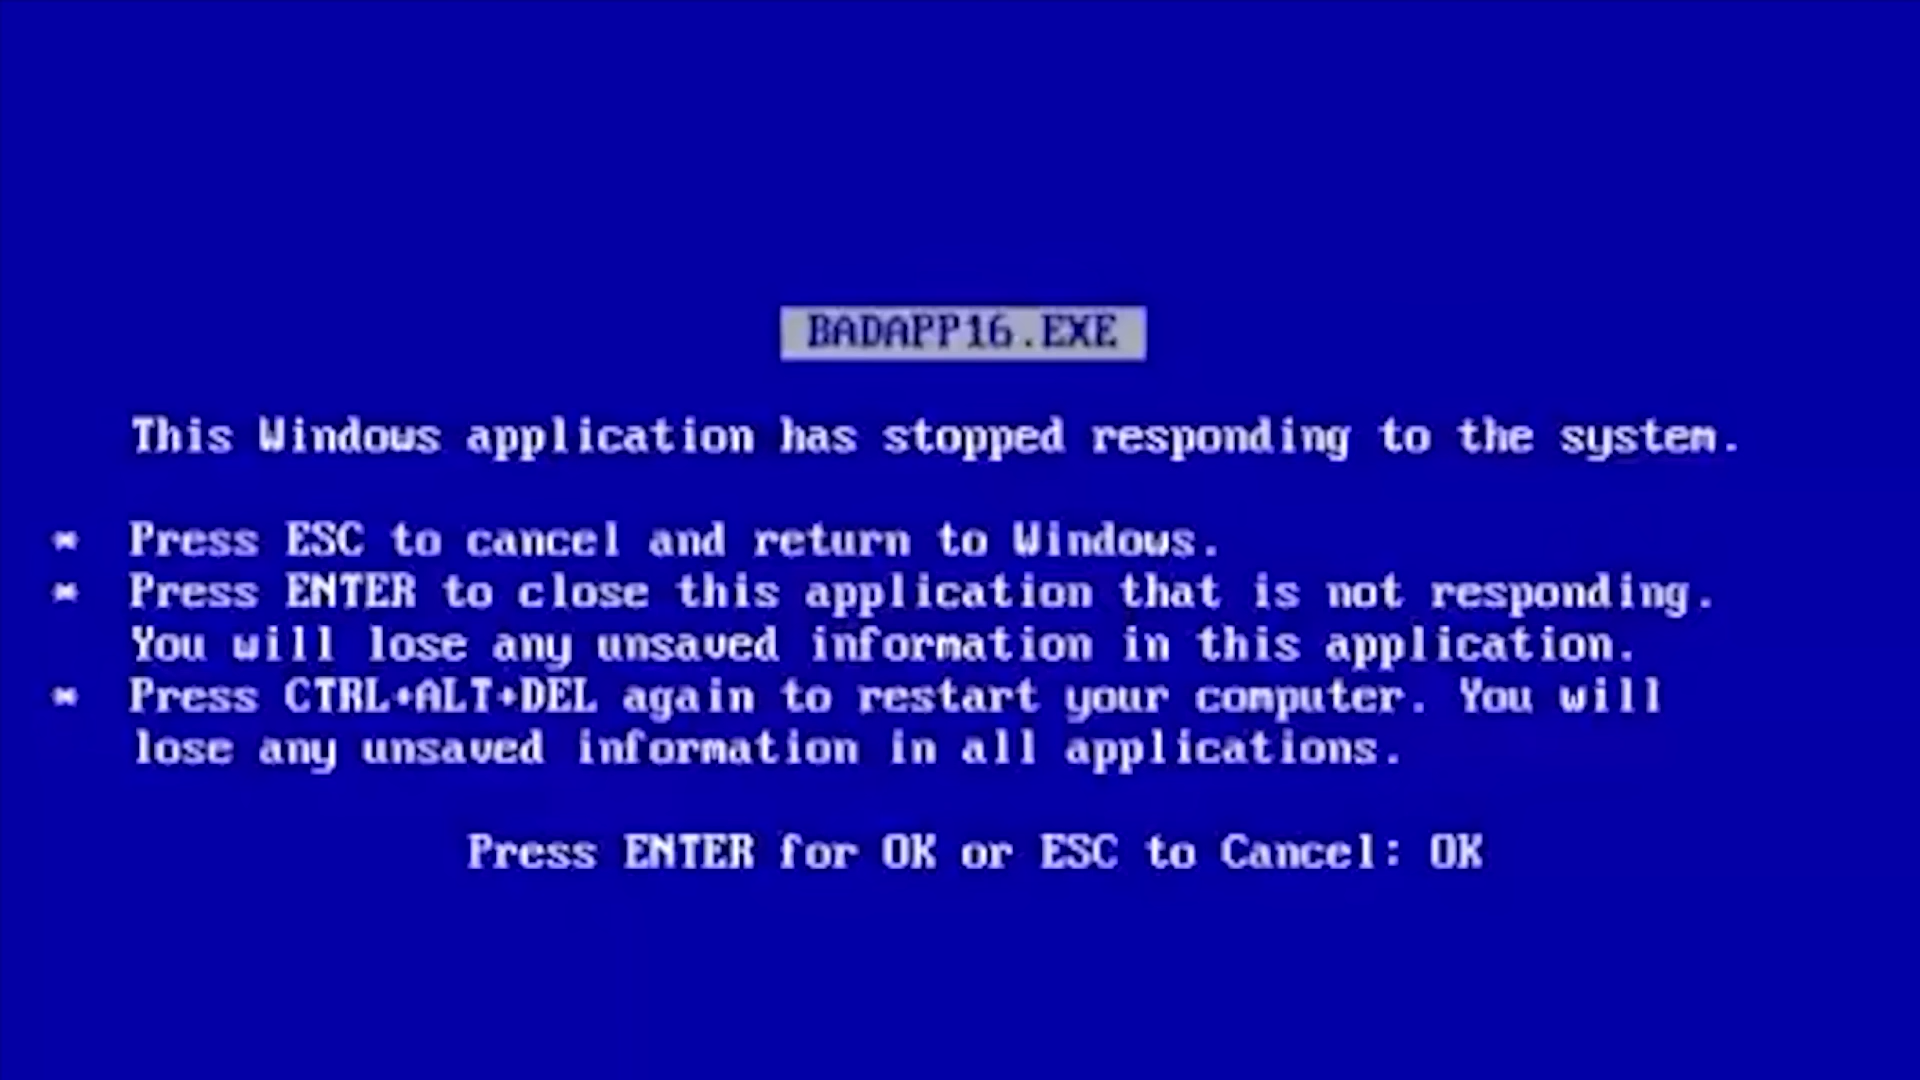 BADAPP16.EXE
This Windows application has stopped responding to the system.
* Press ESC to cancel and return to Windows.
* Press ENTER to close this application that is not responding.
You will lose any unsaved information in this application.
* Press CTRL+ALT+DEL again to restart your computer. You will
lose any unsaved information in all applications.
Press ENTER for OK or ESC to Cancel: OK